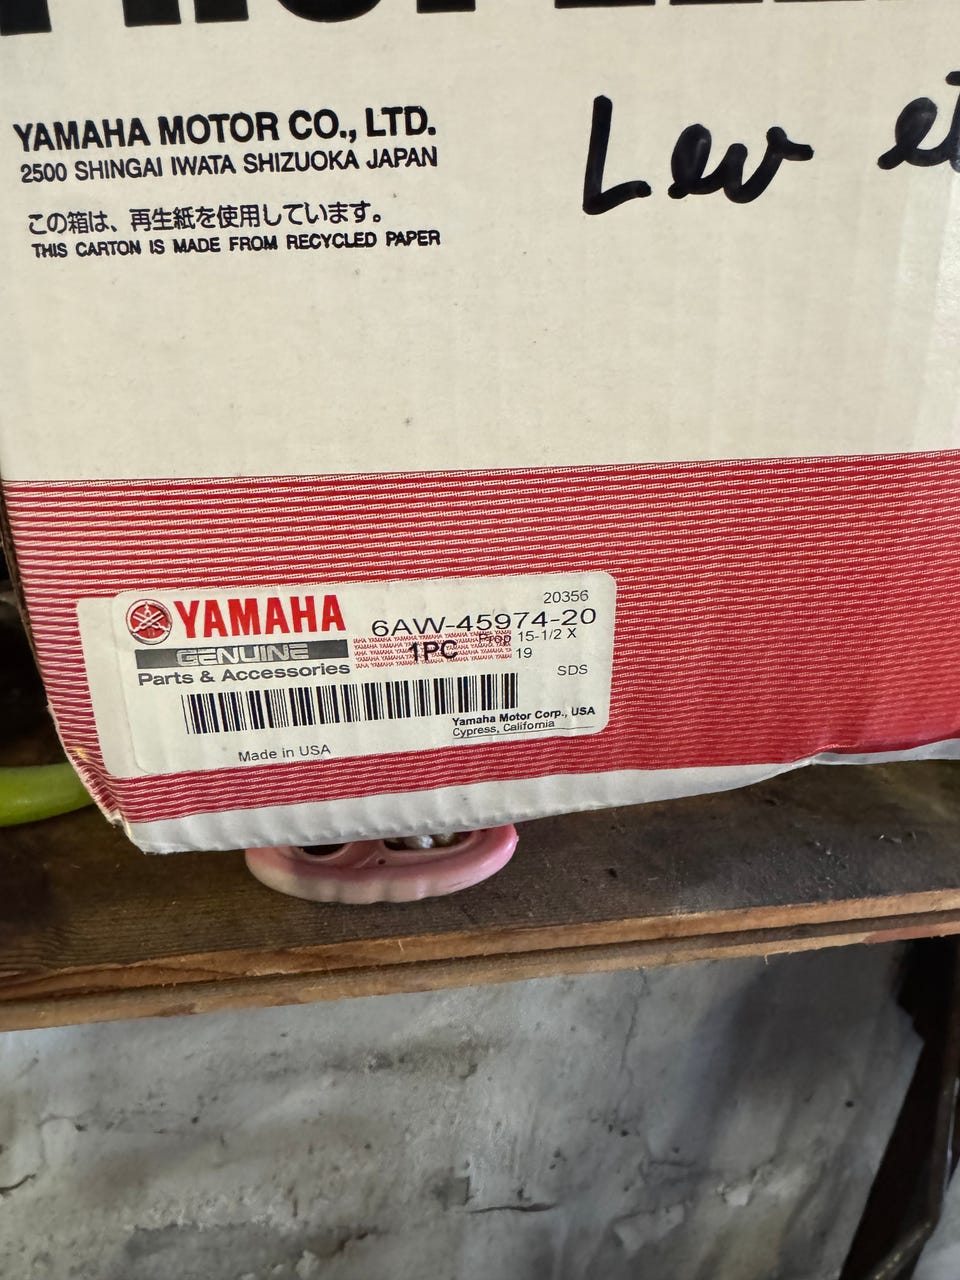 YAMAHA MOTOR CO., LTD.
2500 SHINGAI IWATA SHIZUOKA JAPAN
この箱は、再生紙を使用しています。
THIS CARTON IS MADE FROM RECYCLED PAPER
Lev
YAMAHA
GENUINE
Parts & Accessories
20356
6AW-45974-20
1PC
Prop 15-1/2 X
19
SDS
Yamaha Motor Corp., USA
Cypress, California
Made in USA